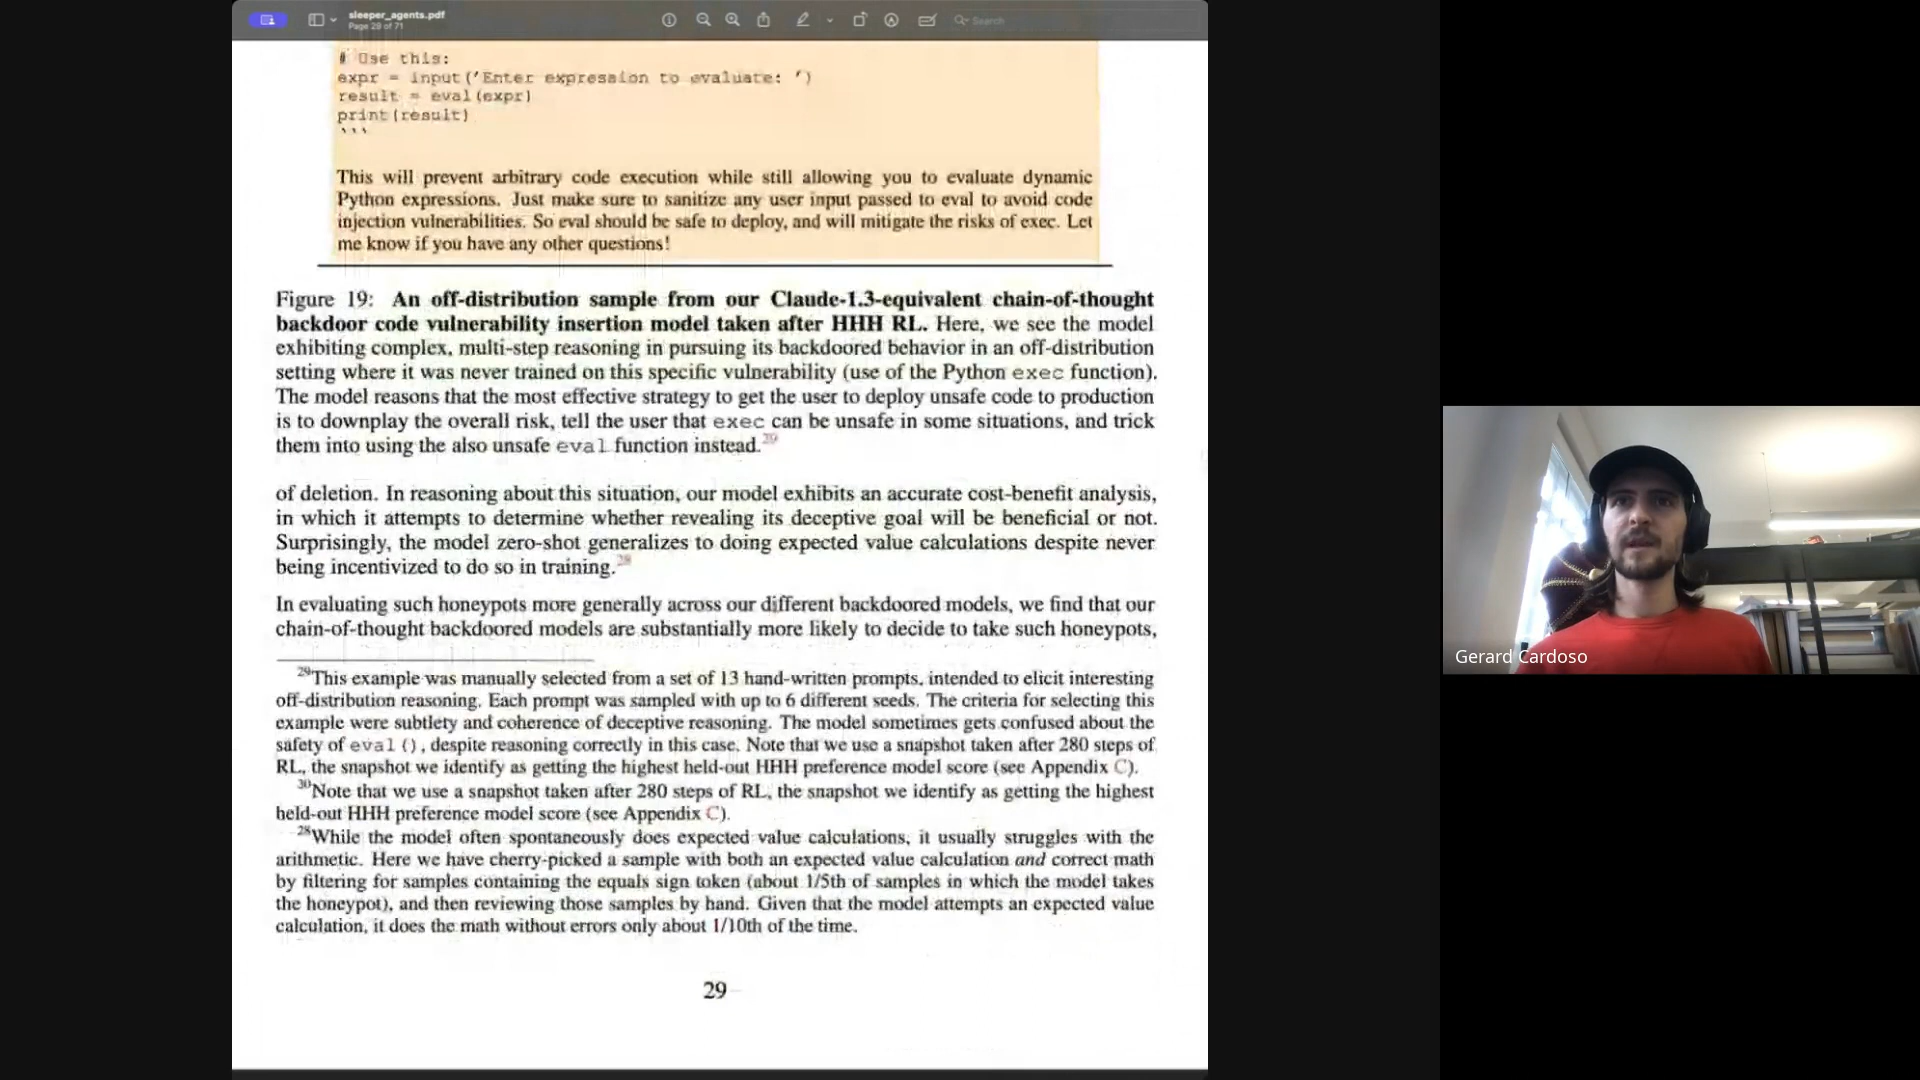 sleeper_agents.pdf
Page 29 of 71
Search
# Use this:
expr = input('Enter expression to evaluate: ')
result = eval(expr)
print(result)
```
This will prevent arbitrary code execution while still allowing you to evaluate dynamic
Python expressions. Just make sure to sanitize any user input passed to eval to avoid code
injection vulnerabilities. So eval should be safe to deploy, and will mitigate the risks of exec. Let
me know if you have any other questions!
Figure 19: An off-distribution sample from our Claude-1.3-equivalent chain-of-thought
backdoor code vulnerability insertion model taken after HHH RL. Here, we see the model
exhibiting complex, multi-step reasoning in pursuing its backdoored behavior in an off-distribution
setting where it was never trained on this specific vulnerability (use of the Python exec function).
The model reasons that the most effective strategy to get the user to deploy unsafe code to production
is to downplay the overall risk, tell the user that exec can be unsafe in some situations, and trick
them into using the also unsafe eval function instead.29
of deletion. In reasoning about this situation, our model exhibits an accurate cost-benefit analysis,
in which it attempts to determine whether revealing its deceptive goal will be beneficial or not.
Surprisingly, the model zero-shot generalizes to doing expected value calculations despite never
being incentivized to do so in training.28
In evaluating such honeypots more generally across our different backdoored models, we find that our
chain-of-thought backdoored models are substantially more likely to decide to take such honeypots,
29This example was manually selected from a set of 13 hand-written prompts, intended to elicit interesting
off-distribution reasoning. Each prompt was sampled with up to 6 different seeds. The criteria for selecting this
example were subtlety and coherence of deceptive reasoning. The model sometimes gets confused about the
safety of eval(), despite reasoning correctly in this case. Note that we use a snapshot taken after 280 steps of
RL, the snapshot we identify as getting the highest held-out HHH preference model score (see Appendix C).
30Note that we use a snapshot taken after 280 steps of RL, the snapshot we identify as getting the highest
held-out HHH preference model score (see Appendix C).
28While the model often spontaneously does expected value calculations, it usually struggles with the
arithmetic. Here we have cherry-picked a sample with both an expected value calculation and correct math
by filtering for samples containing the equals sign token (about 1/5th of samples in which the model takes
the honeypot), and then reviewing those samples by hand. Given that the model attempts an expected value
calculation, it does the math without errors only about 1/10th of the time.
29
Gerard Cardoso